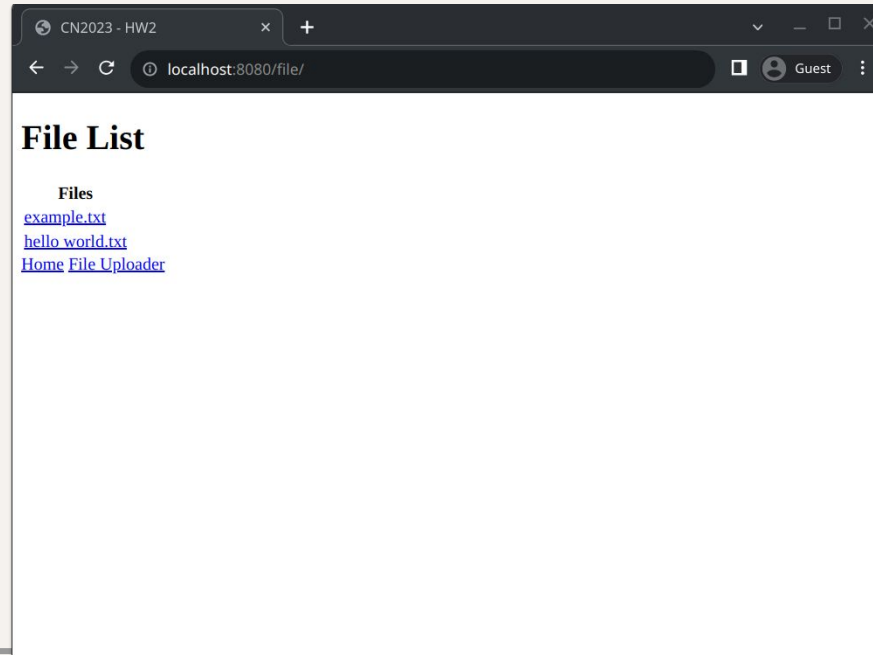 CN2023 - HW2
localhost:8080/file/
Guest
File List
Files
example.txt
hello world.txt
Home File Uploader